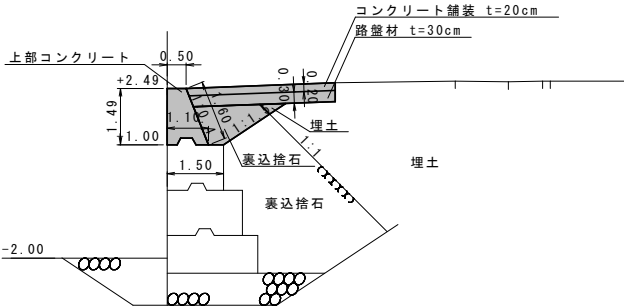 コンクリート舗装 t=20cm
路盤材 t=30cm
上部コンクリート
0.50
+2.49
0.20
0.30
1.60
1.49
1.10
1.00
埋土
1:1
裏込捨石
埋土
1.50
裏込捨石
-2.00